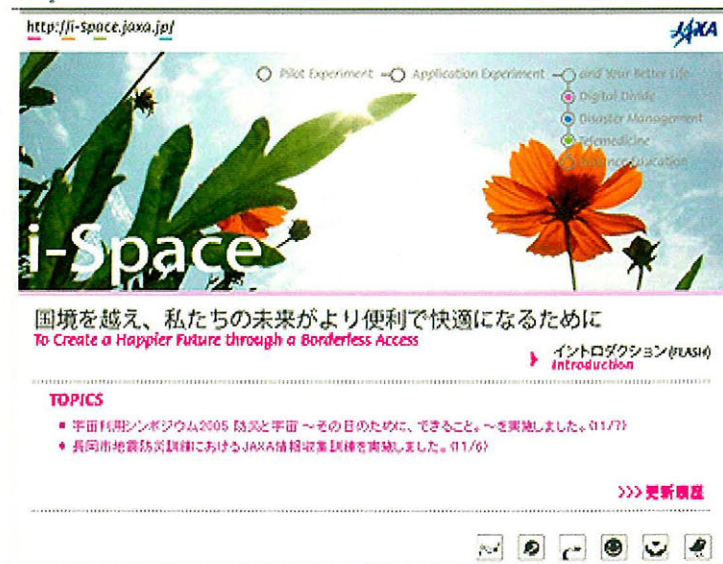 http://i-space.jaxa.jp/
JAXA
Pilot Experiment
Application Experiment
and Your Better Life
Digital Divide
Disaster Management
Telemedicine
Distance Education
i-Space
国境を越え、私たちの未来がより便利で快適になるために
To Create a Happier Future through a Borderless Access
イントロダクション(FLASH)
Introduction
TOPICS
宇宙利用シンポジウム2005 防災と宇宙 ～その日のために、できること。～を実施しました。(11/7)
長岡市地震防災訓練におけるJAXA情報収集訓練を実施しました。(11/6)
>>>更新履歴